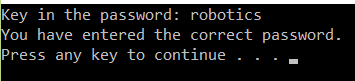 Key in the password: robotics
You have entered the correct password.
Press any key to continue . . .